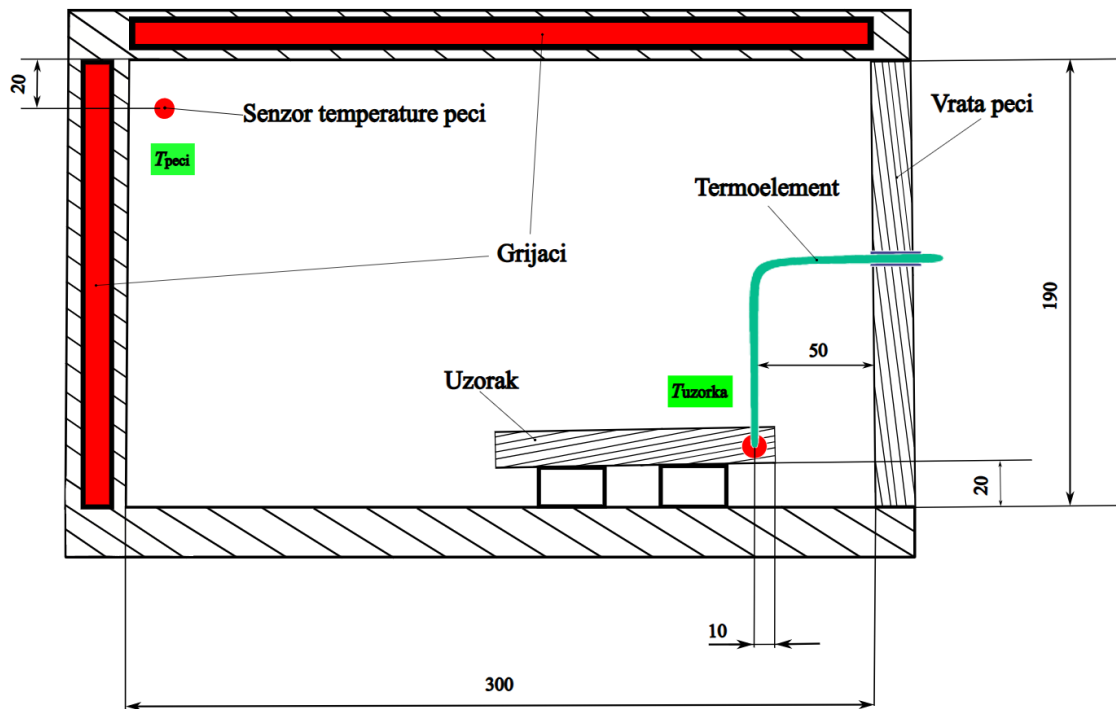 20
Senzor temperature peci
Vrata peci
Tpeci
Termoelement
Grijaci
190
50
Uzorak
Tuzorka
20
10
300